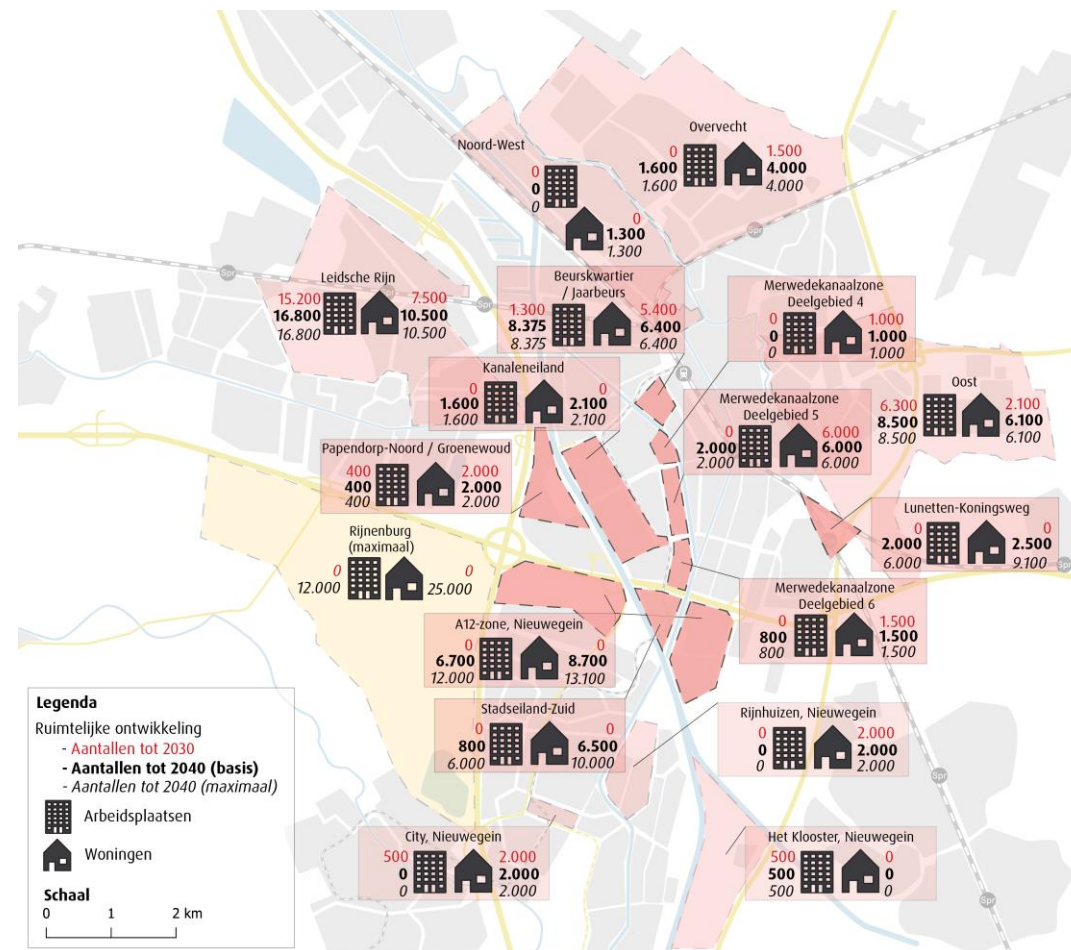 Overvecht
0
1.600
1.600
1.500
4.000
4.000
Noord-West
0
0
0
0
1.300
1.300
Spr
Spr
Spr
Leidsche Rijn
15.200
16.800
16.800
7.500
10.500
10.500
Beurskwartier
/ Jaarbeurs
1.300
8.375
8.375
5.400
6.400
6.400
Merwedekanaalzone
Deelgebied 4
0
0
0
1.000
1.000
1.000
Kanaleneiland
0
1.600
1.600
0
2.100
2.100
Merwedekanaalzone
Deelgebied 5
0
2.000
2.000
6.000
6.000
6.000
Oost
6.300
8.500
8.500
2.100
6.100
6.100
Papendorp-Noord / Groenewoud
400
400
400
2.000
2.000
2.000
Lunetten-Koningsweg
0
2.000
6.000
0
2.500
9.100
Spr
Rijnenburg
(maximaal)
0
12.000
0
25.000
Merwedekanaalzone
Deelgebied 6
0
800
800
1.500
1.500
1.500
A12-zone, Nieuwegein
0
6.700
12.000
0
8.700
13.100
Stadseiland-Zuid
0
800
6.000
0
6.500
10.000
Rijnhuizen, Nieuwegein
0
0
0
2.000
2.000
2.000
Spr
City, Nieuwegein
500
0
0
2.000
2.000
2.000
Het Klooster, Nieuwegein
500
500
500
0
0
0
Spr
Legenda
Ruimtelijke ontwikkeling
- Aantallen tot 2030
- Aantallen tot 2040 (basis)
- Aantallen tot 2040 (maximaal)
Arbeidsplaatsen
Woningen
Schaal
0 1 2 km